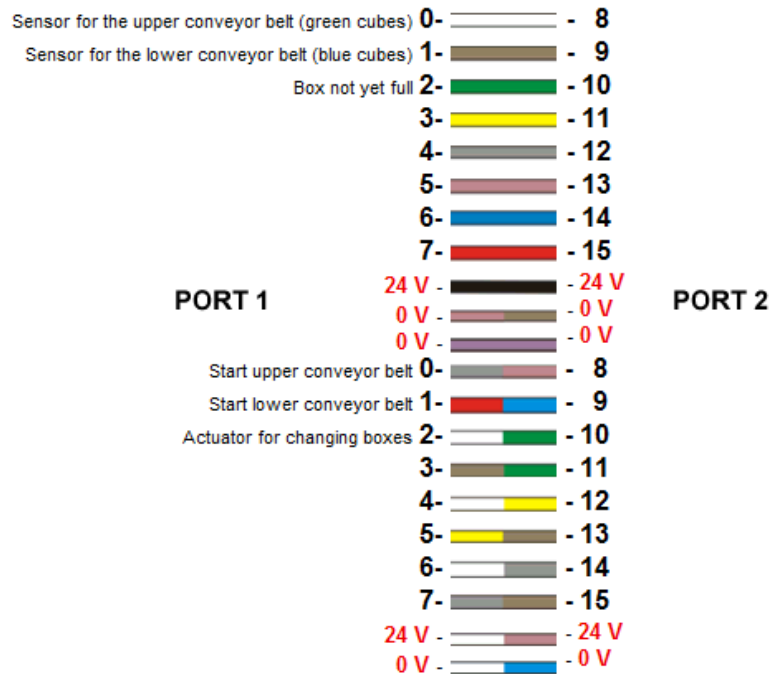 Sensor for the upper conveyor belt (green cubes) 0- - 8
Sensor for the lower conveyor belt (blue cubes) 1- - 9
Box not yet full 2- - 10
3- - 11
4- - 12
5- - 13
6- - 14
7- - 15
24 V - - 24 V
PORT 1 PORT 2
0 V - - 0 V
0 V - - 0 V
Start upper conveyor belt 0- - 8
Start lower conveyor belt 1- - 9
Actuator for changing boxes 2- - 10
3- - 11
4- - 12
5- - 13
6- - 14
7- - 15
24 V - - 24 V
0 V - - 0 V